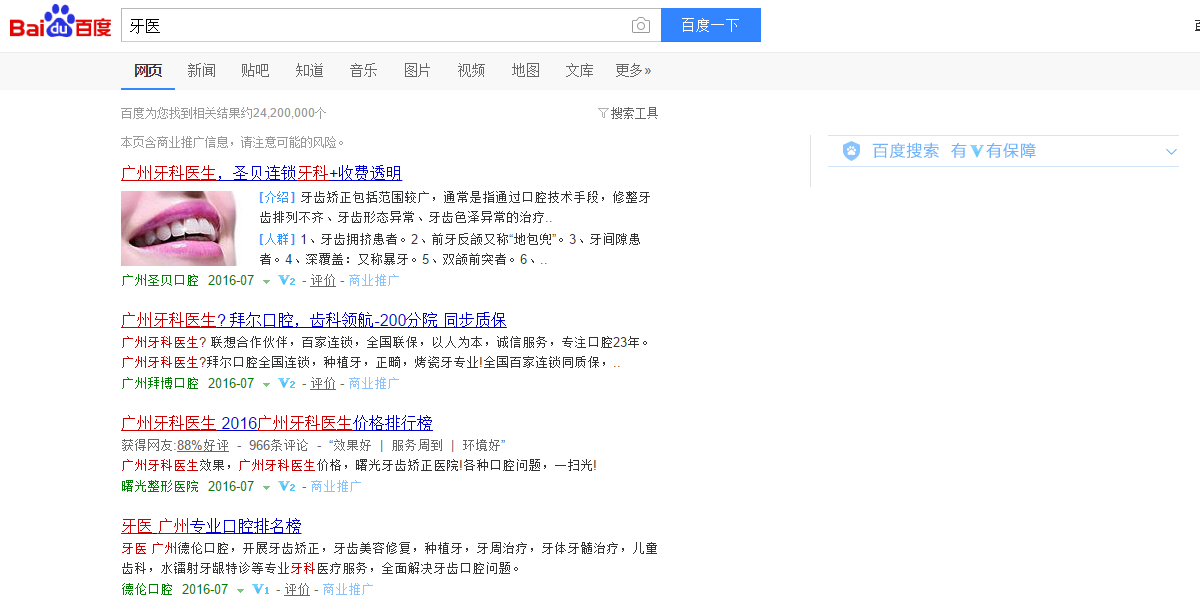 Bai du 百度
牙医
百度一下
网页 新闻 贴吧 知道 音乐 图片 视频 地图 文库 更多»
百度为您找到相关结果约24,200,000个
搜索工具
本页含商业推广信息，请注意可能的风险。
百度搜索 有V有保障
广州牙科医生，圣贝连锁牙科+收费透明
[介绍] 牙齿矫正包括范围较广，通常是指通过口腔技术手段，修整牙
齿排列不齐、牙齿形态异常、牙齿色泽异常的治疗..
[人群] 1、牙齿拥挤患者。2、前牙反颌又称“地包兜”。3、牙间隙患
者。4、深覆盖：又称暴牙。5、双颌前突者。6、..
广州圣贝口腔 2016-07 V2 - 评价 - 商业推广
广州牙科医生? 拜尔口腔，齿科领航-200分院 同步质保
广州牙科医生? 联想合作伙伴，百家连锁，全国联保，以人为本，诚信服务，专注口腔23年。
广州牙科医生?拜尔口腔全国连锁，种植牙，正畸，烤瓷牙专业!全国百家连锁同质保，..
广州拜博口腔 2016-07 V2 - 评价 - 商业推广
广州牙科医生 2016广州牙科医生价格排行榜
获得网友:88%好评 - 966条评论 - “效果好 | 服务周到 | 环境好”
广州牙科医生效果，广州牙科医生价格，曙光牙齿矫正医院!各种口腔问题，一扫光!
曙光整形医院 2016-07 V2 - 商业推广
牙医 广州专业口腔排名榜
牙医 广州德伦口腔，开展牙齿矫正，牙齿美容修复，种植牙，牙周治疗，牙体牙髓治疗，儿童
齿科，水镭射牙龈特诊等专业牙科医疗服务，全面解决牙齿口腔问题。
德伦口腔 2016-07 V1 - 评价 - 商业推广